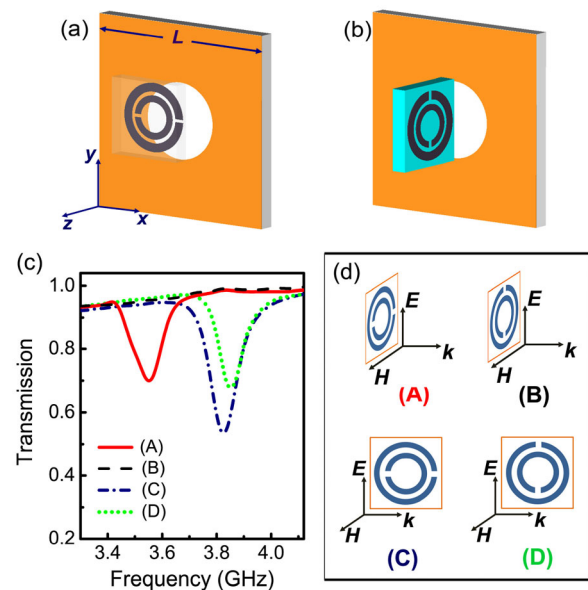 (a)
L
y
x
z
(b)
(c)
Transmission
1.0
0.8
0.6
0.4
0.2
(A)
(B)
(C)
(D)
3.4 3.6 3.8 4.0
Frequency (GHz)
(d)
E
k
H
(A)
E
k
H
(B)
E
k
H
(C)
E
k
H
(D)